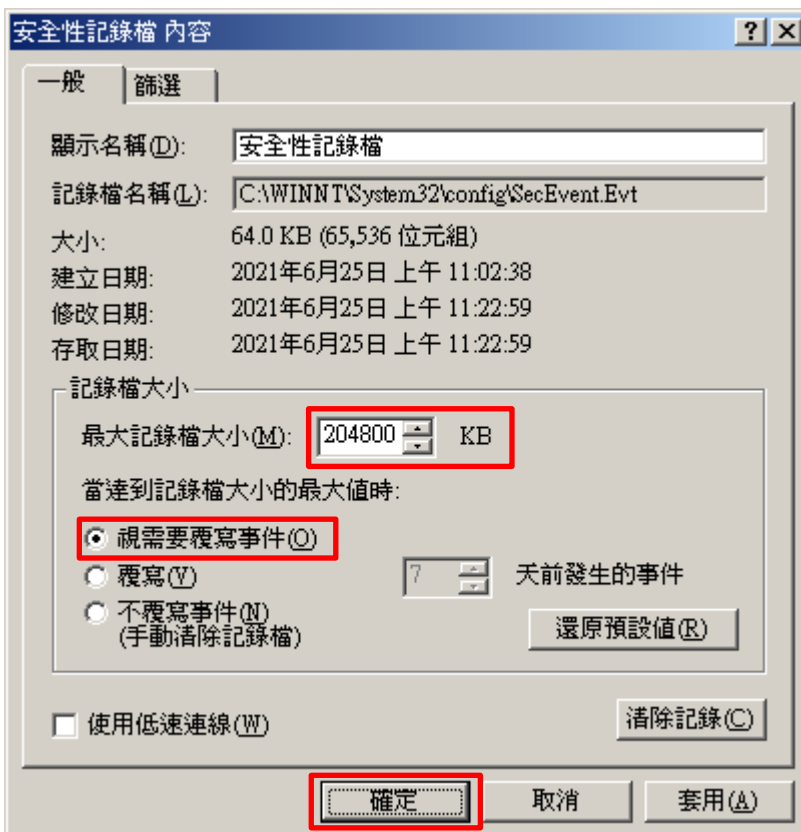 安全性記錄檔 內容
一般 篩選
顯示名稱(D): 安全性記錄檔
記錄檔名稱(L): C:\WINNT\System32\config\SecEvent.Evt
大小: 64.0 KB (65,536 位元組)
建立日期: 2021年6月25日 上午 11:02:38
修改日期: 2021年6月25日 上午 11:22:59
存取日期: 2021年6月25日 上午 11:22:59
記錄檔大小
最大記錄檔大小(M): 204800 KB
當達到記錄檔大小的最大值時:
視需要覆寫事件(O)
覆寫(V) 7 天前發生的事件
不覆寫事件(N)
(手動清除記錄檔)
還原預設值(R)
使用低速連線(W)
清除記錄(C)
確定 取消 套用(A)